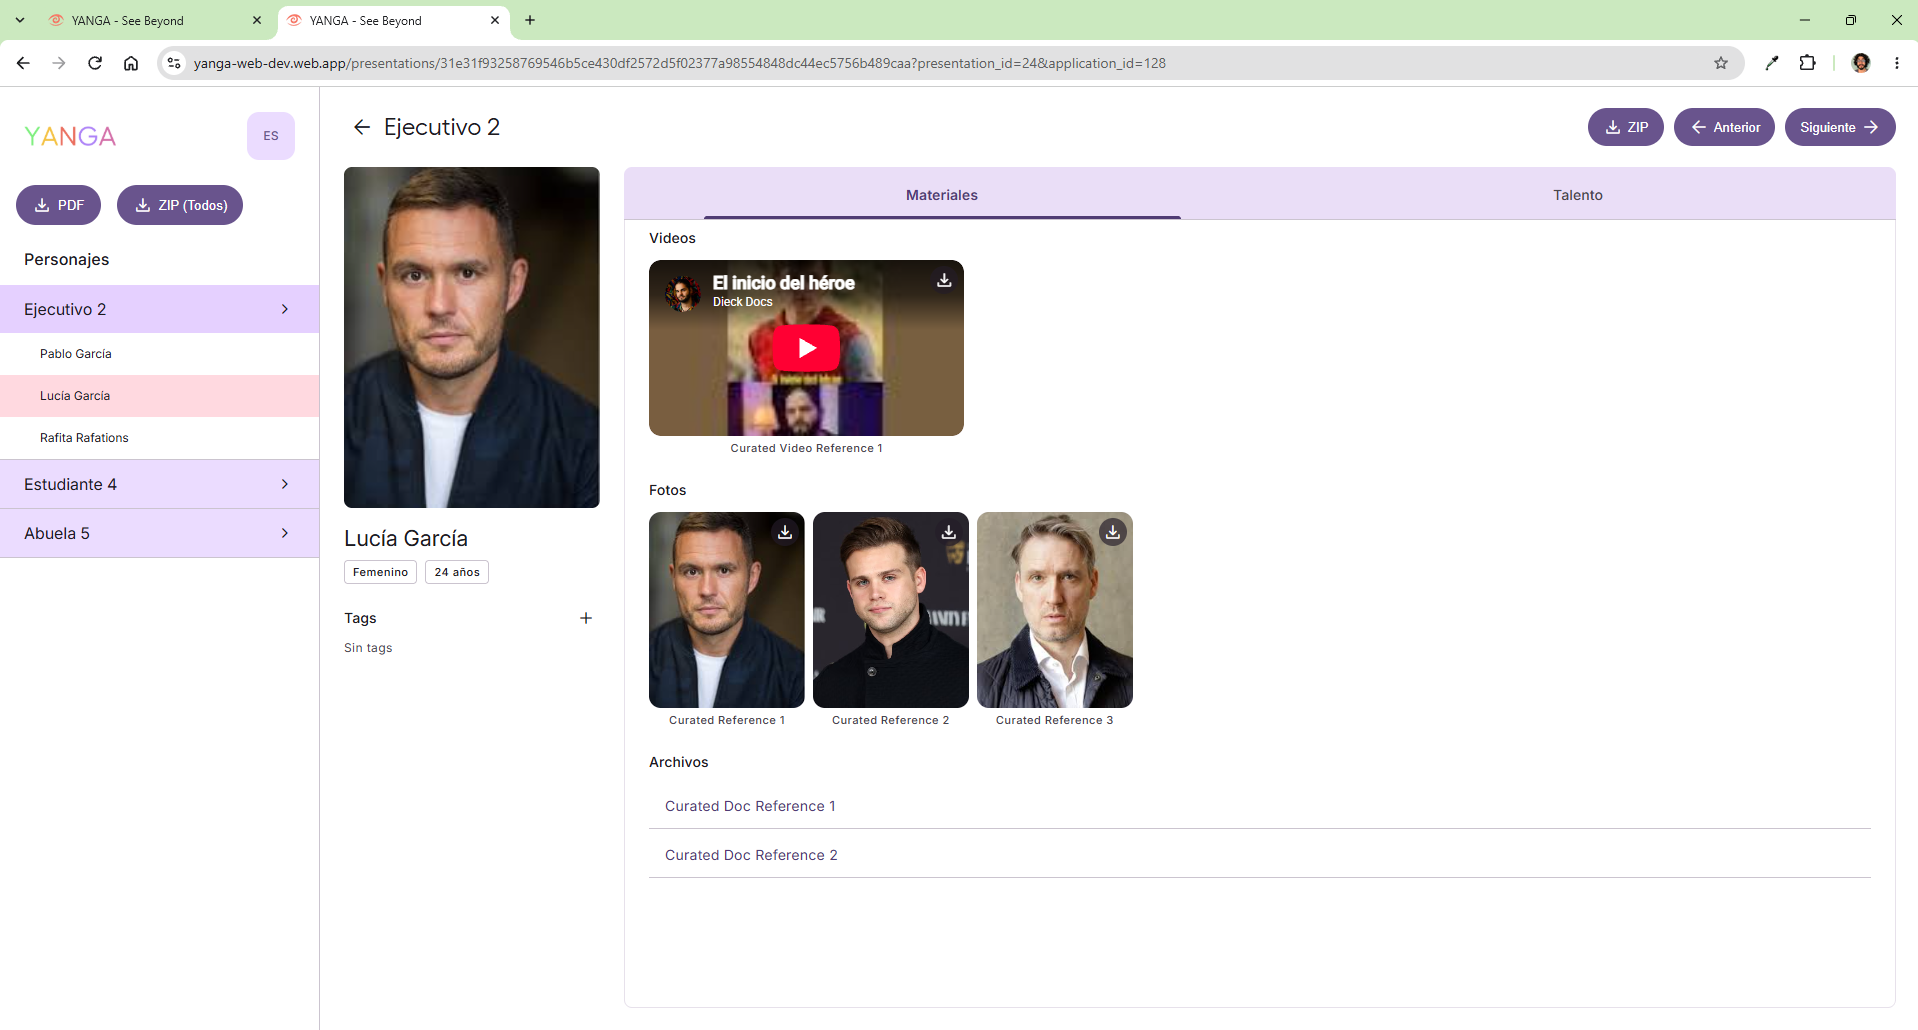 YANGA - See Beyond
YANGA - See Beyond
yanga-web-dev.web.app/presentations/31e31f93258769546b5ce430df2572d5f02377a98554848dc44ec5756b489caa?presentation_id=24&application_id=128
YANGA
ES
PDF
ZIP (Todos)
Personajes
Ejecutivo 2
Pablo García
Lucía García
Rafita Rafations
Estudiante 4
Abuela 5
Ejecutivo 2
ZIP
Anterior
Siguiente
Lucía García
Femenino
24 años
Tags
Sin tags
Materiales
Talento
Videos
El inicio del héroe
Dieck Docs
Curated Video Reference 1
Fotos
Curated Reference 1
Curated Reference 2
Curated Reference 3
Archivos
Curated Doc Reference 1
Curated Doc Reference 2